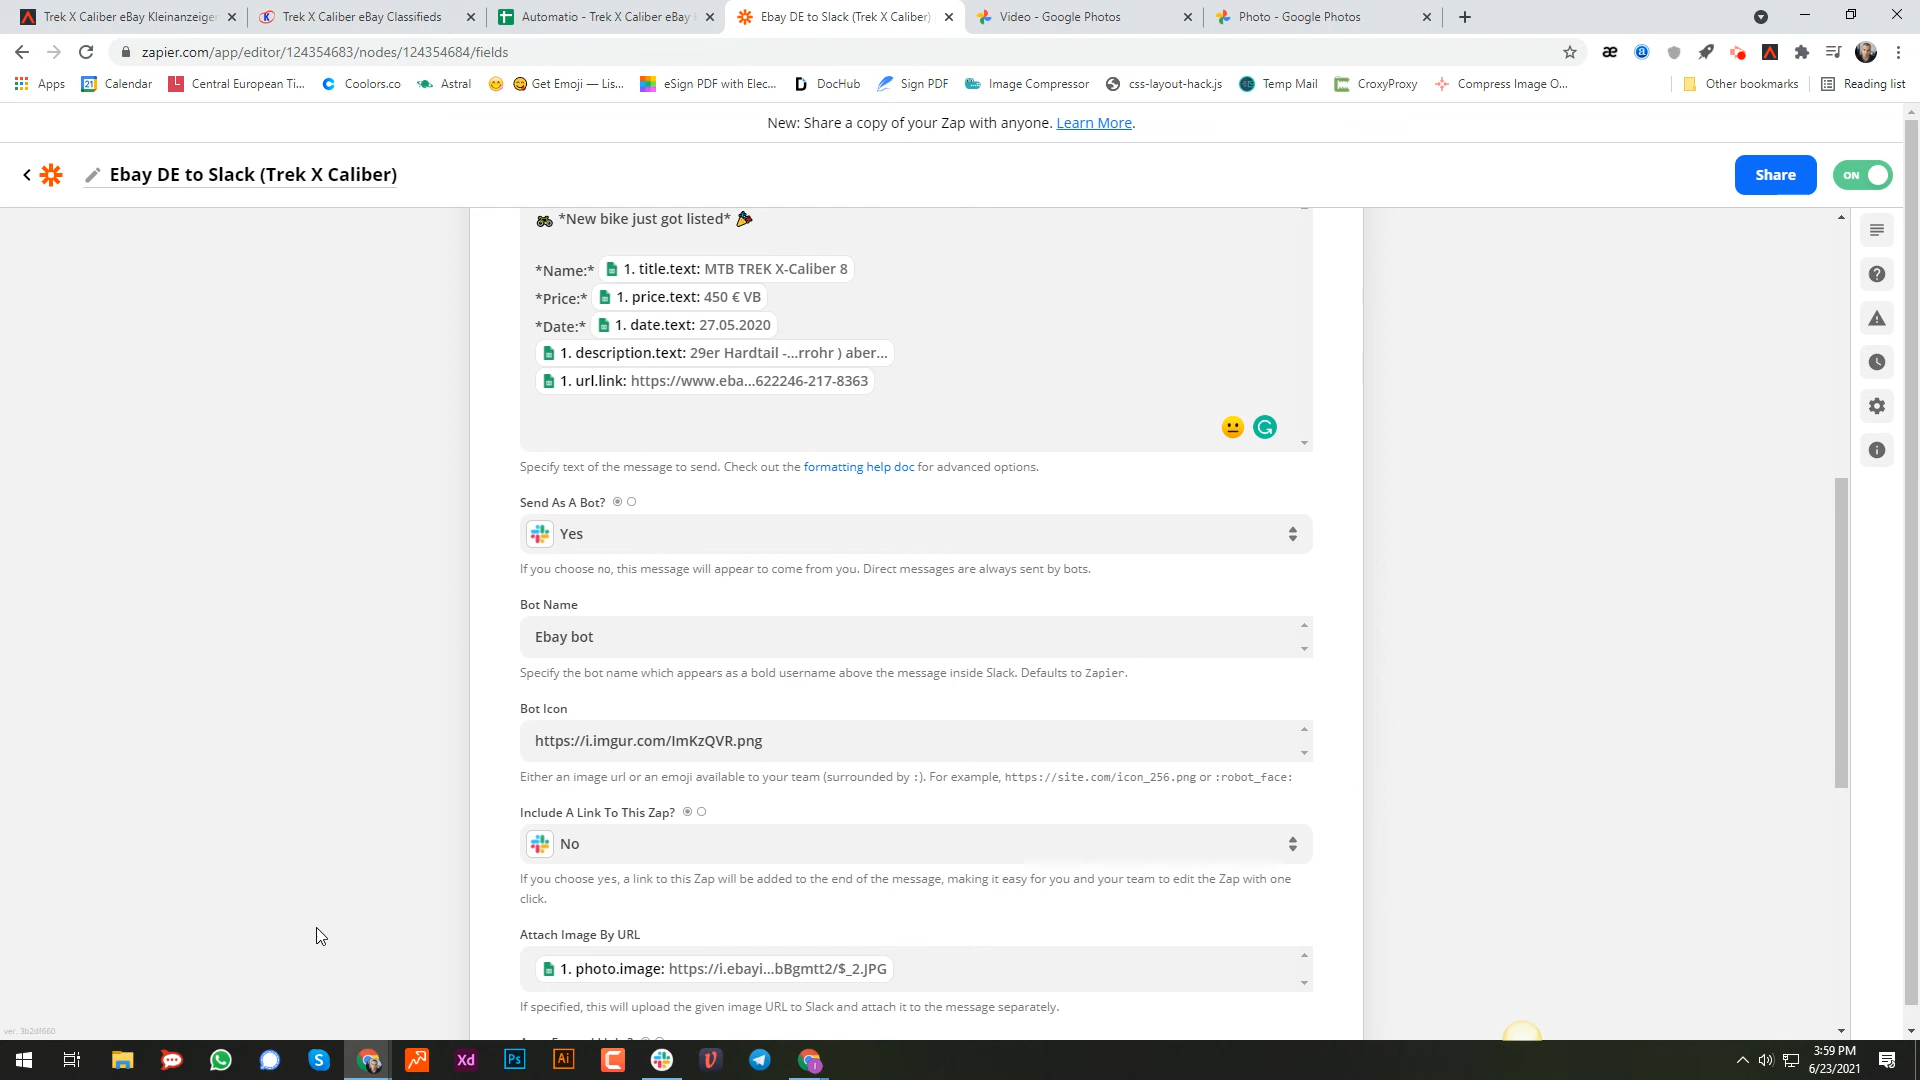 Trek X Caliber eBay Kleinanzeiger
Trek X Caliber eBay Classifieds
Automatio - Trek X Caliber eBay
Ebay DE to Slack (Trek X Caliber)
Video - Google Photos
Photo - Google Photos
zapier.com/app/editor/124354683/nodes/124354684/fields
Apps
Calendar
Central European Ti...
Coolors.co
Astral
Get Emoji — Lis...
eSign PDF with Elec...
DocHub
Sign PDF
Image Compressor
css-layout-hack.js
Temp Mail
CroxyProxy
Compress Image O...
Other bookmarks
Reading list
New: Share a copy of your Zap with anyone. Learn More.
Ebay DE to Slack (Trek X Caliber)
Share
ON
*New bike just got listed*
*Name:* 1. title.text: MTB TREK X-Caliber 8
*Price:* 1. price.text: 450 € VB
*Date:* 1. date.text: 27.05.2020
1. description.text: 29er Hardtail -...rrohr ) aber...
1. url.link: https://www.eba...622246-217-8363
Specify text of the message to send. Check out the formatting help doc for advanced options.
Send As A Bot?
Yes
If you choose no, this message will appear to come from you. Direct messages are always sent by bots.
Bot Name
Ebay bot
Specify the bot name which appears as a bold username above the message inside Slack. Defaults to Zapier.
Bot Icon
https://i.imgur.com/ImKzQVR.png
Either an image url or an emoji available to your team (surrounded by :). For example, https://site.com/icon_256.png or :robot_face:
Include A Link To This Zap?
No
If you choose yes, a link to this Zap will be added to the end of the message, making it easy for you and your team to edit the Zap with one
click.
Attach Image By URL
1. photo.image: https://i.ebayi...bBgmtt2/$_2.JPG
If specified, this will upload the given image URL to Slack and attach it to the message separately.
ver. 3b2df660
Xd
Ps
Ai
3:59 PM
6/23/2021